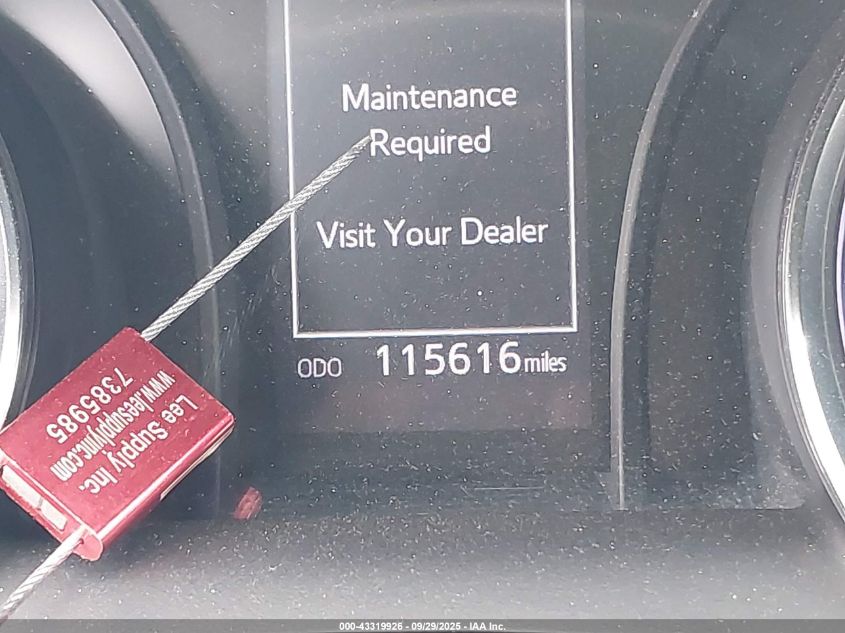 Maintenance
Required
Visit Your Dealer
ODO 115616 miles
Lee Supply Inc.
www.leesupplyinc.com
7385985
000-43319926 - 09/29/2025 - IAA Inc.